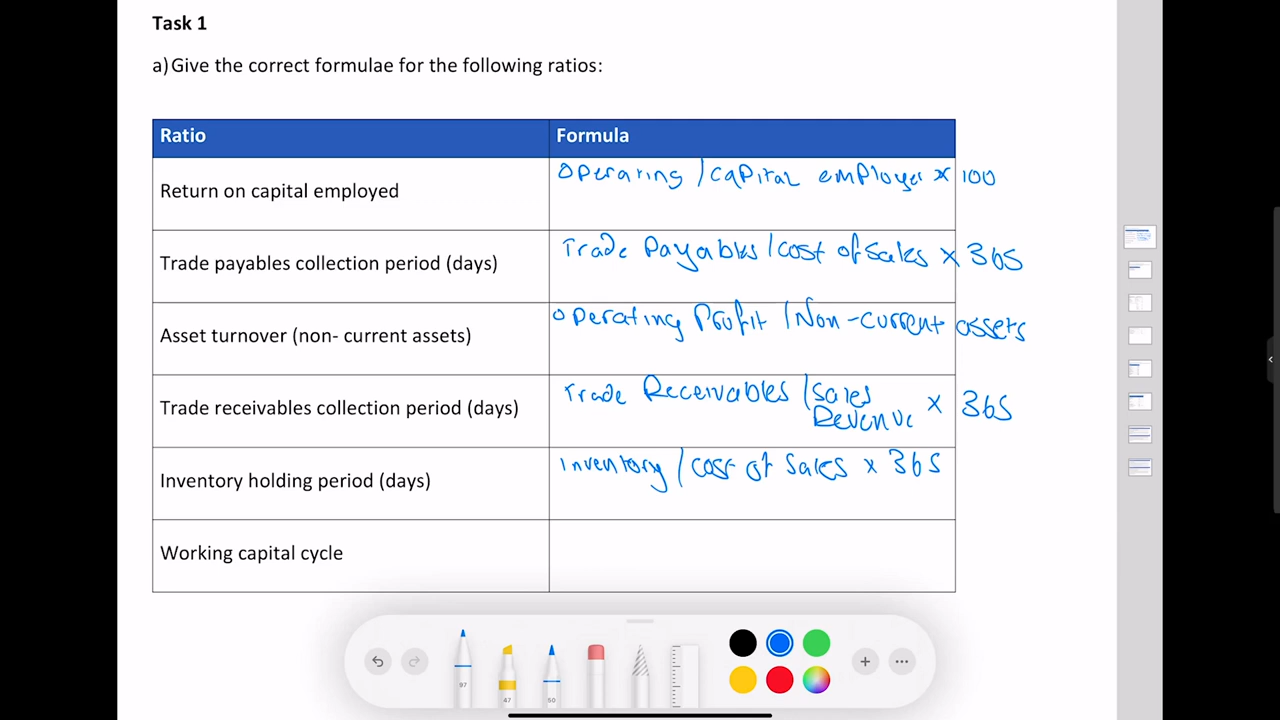 Task 1
a) Give the correct formulae for the following ratios:
Ratio Formula
Return on capital employed Operating / capital employed × 100
Trade payables collection period (days) Trade Payables / cost of sales × 365
Asset turnover (non- current assets) Operating Profit / Non-current assets
Trade receivables collection period (days) Trade Receivables / Sales Revenue × 365
Inventory holding period (days) Inventory / cost of sales × 365
Working capital cycle
97 47 50